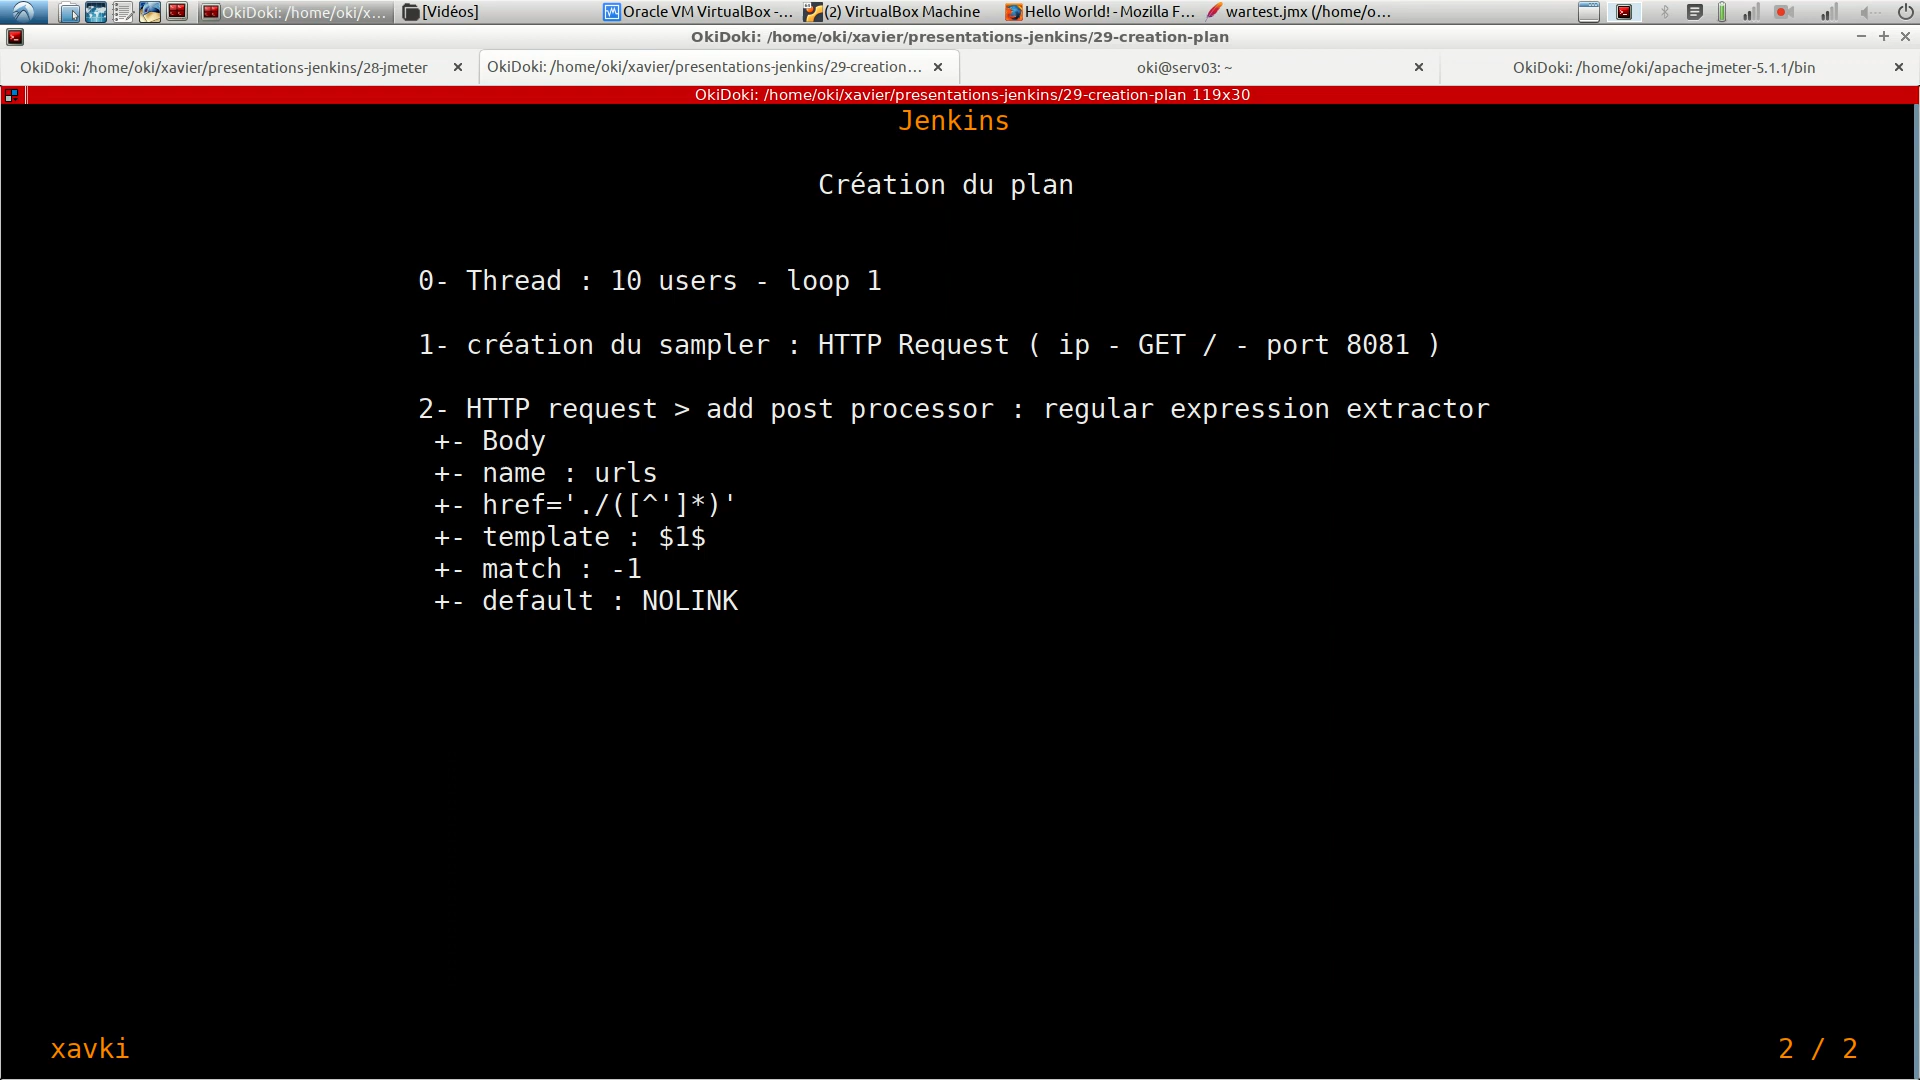 OkiDoki: /home/oki/x... [Vidéos] Oracle VM VirtualBox -... (2) VirtualBox Machine Hello World! - Mozilla F... wartest.jmx (/home/o...
OkiDoki: /home/oki/xavier/presentations-jenkins/29-creation-plan
OkiDoki: /home/oki/xavier/presentations-jenkins/28-jmeter OkiDoki: /home/oki/xavier/presentations-jenkins/29-creation... oki@serv03: ~ OkiDoki: /home/oki/apache-jmeter-5.1.1/bin
OkiDoki: /home/oki/xavier/presentations-jenkins/29-creation-plan 119x30
Jenkins
Création du plan
0- Thread : 10 users - loop 1
1- création du sampler : HTTP Request ( ip - GET / - port 8081 )
2- HTTP request > add post processor : regular expression extractor
+- Body
+- name : urls
+- href='./([^']*)'
+- template : $1$
+- match : -1
+- default : NOLINK
xavki 2 / 2